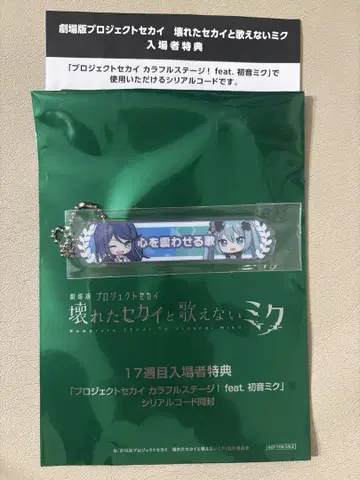 劇場版プロジェクトセカイ 壊れたセカイと歌えないミク
入場者特典
「プロジェクトセカイ カラフルステージ！ feat. 初音ミク」で
使用いただけるシリアルコードです。
心を震わせる歌
劇場版 プロジェクトセカイ
壊れたセカイと歌えないミク
17週目入場者特典
「プロジェクトセカイ カラフルステージ！ feat. 初音ミク」
シリアルコード同封
NOT FOR SALE